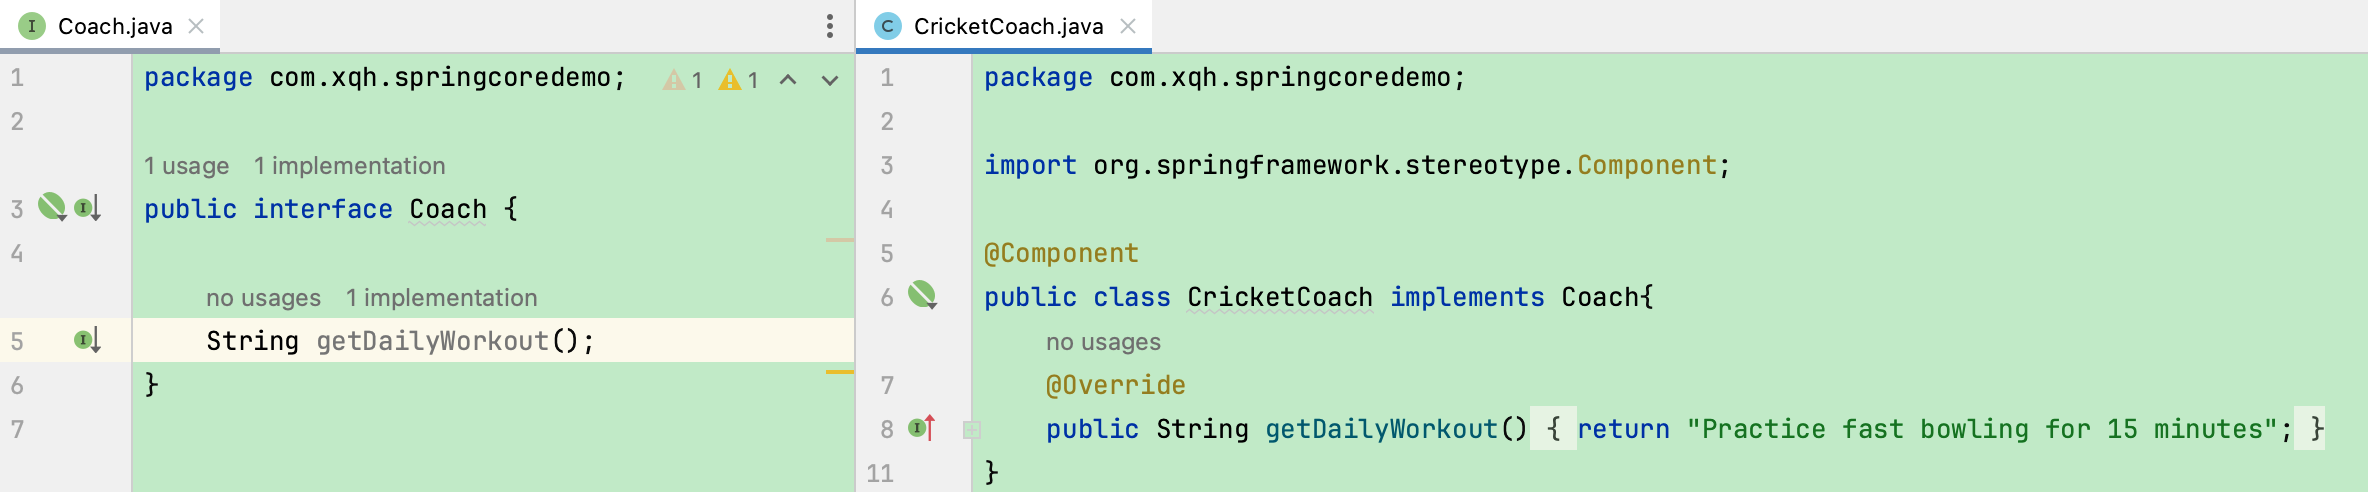 Coach.java
1 package com.xqh.springcoredemo; 1 1
2
1 usage 1 implementation
3 public interface Coach {
4
no usages 1 implementation
5 String getDailyWorkout();
6 }
7
CricketCoach.java
1 package com.xqh.springcoredemo;
2
3 import org.springframework.stereotype.Component;
4
5 @Component
6 public class CricketCoach implements Coach{
no usages
7 @Override
8 public String getDailyWorkout() { return "Practice fast bowling for 15 minutes"; }
11 }